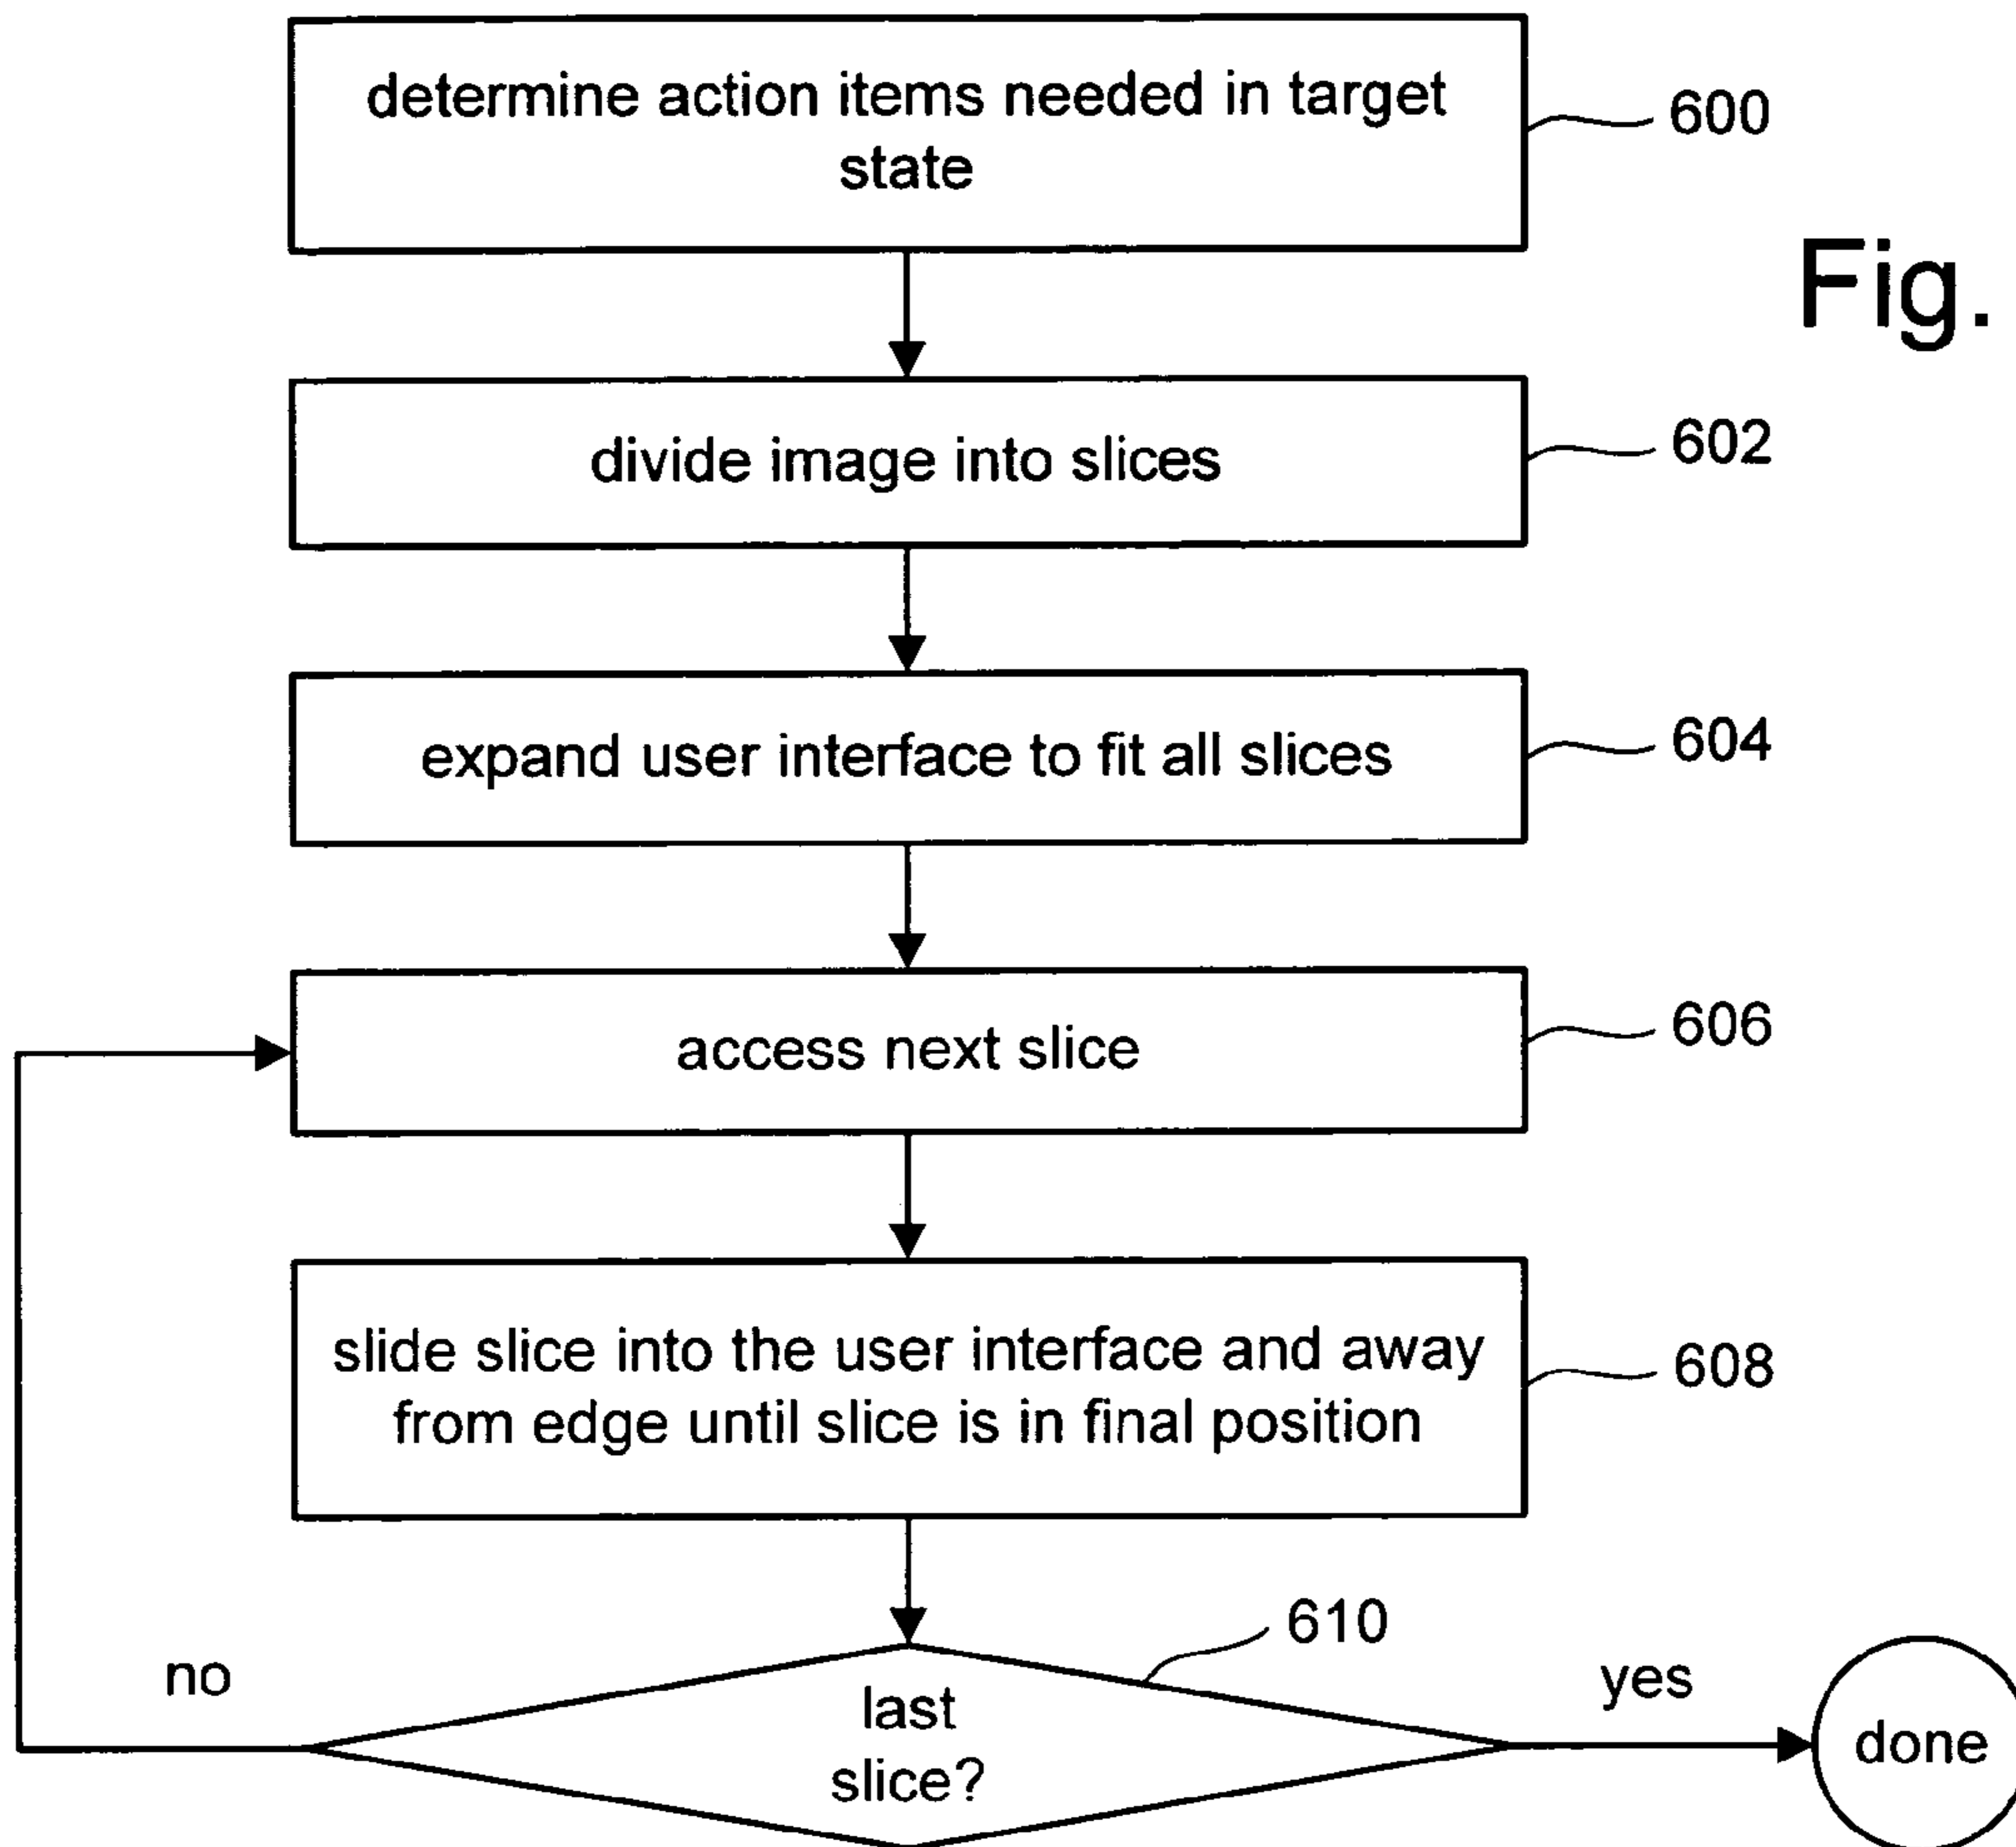 determine action items needed in target
state
600
Fig.
divide image into slices
602
expand user interface to fit all slices
604
access next slice
606
slide slice into the user interface and away
from edge until slice is in final position
608
610
no
last
slice?
yes
done